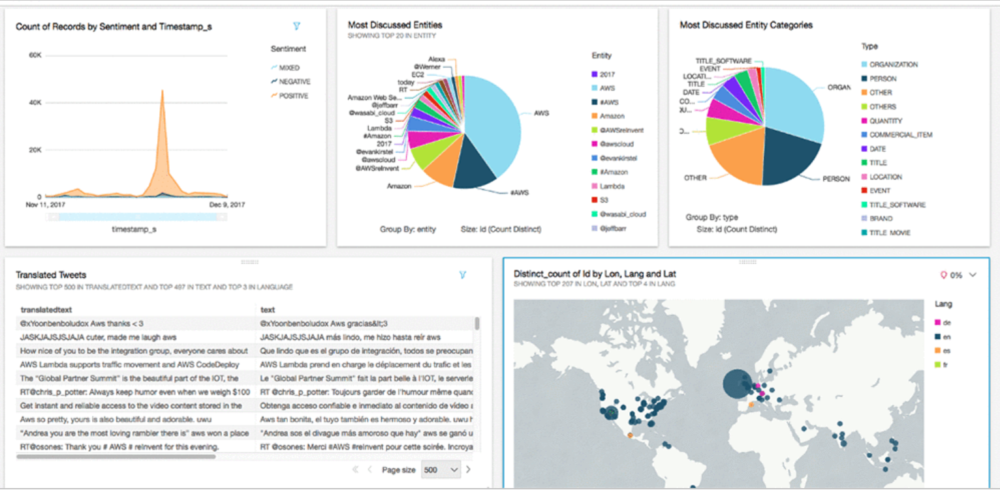 Count of Records by Sentiment and Timestamp_s
Sentiment
MIXED
NEGATIVE
POSITIVE
60K
40K
20K
0
Nov 11, 2017
Dec 9, 2017
timestamp_s
Most Discussed Entities
SHOWING TOP 20 IN ENTITY
Alexa
@Werner
EC2
today
RT
Amazon Web Se...
@jeffbarr
@wasabi_cloud
S3
Lambda
#Amazon
2017
@evankirstel
@awscloud
@AWSreInvent
Amazon
#AWS
AWS
Entity
2017
AWS
#AWS
Amazon
@AWSreInvent
@awscloud
@evankirstel
#Amazon
Lambda
S3
@wasabi_cloud
@jeffbarr
Group By: entity
Size: id (Count Distinct)
Most Discussed Entity Categories
TITLE_SOFTWARE
EVENT
LOCATI...
TITLE
DATE
CO...
OTHER
PERSON
ORGAN
Type
ORGANIZATION
PERSON
OTHER
OTHERS
QUANTITY
COMMERCIAL_ITEM
DATE
TITLE
LOCATION
EVENT
TITLE_SOFTWARE
BRAND
TITLE_MOVIE
Group By: type
Size: id (Count Distinct)
Translated Tweets
SHOWING TOP 500 IN TRANSLATEDTEXT AND TOP 497 IN TEXT AND TOP 3 IN LANGUAGE
translatedtext text
@xYoonbenboludox Aws thanks < 3 @xYoonbenboludox Aws gracias&lt;3
JASKJAJSJSJAJA cuter, made me laugh aws JASKJAJSJSJAJA más lindo, me hizo hasta reír aws
How nice of you to be the integration group, everyone cares about Que lindo que es el grupo de integración, todos se preocupan
AWS Lambda supports traffic movement and AWS CodeDeploy AWS Lambda prend en charge le déplacement du trafic et les
The "Global Partner Summit" is the beautiful part of the IOT, the Le "Global Partner Summit" fait la part belle à l'IOT, le serverle
RT@chris_p_potter: Always keep humor even when we weigh $100 RT @chris_p_potter: Toujours garder de l'humour même quand
Get instant and reliable access to the video content stored in the Obtenga acceso confiable e inmediato al contenido de vídeo a
Aws so pretty, yours is also beautiful and adorable. uwu Aws tan bonita, el tuyo también es hermoso y adorable. uwu
"Andrea you are the most loving rambler there is" aws won a place "Andrea sos el divague más amoroso que hay" aws se ganó u
RT@osones: Thank you # AWS # reInvent for this evening. RT @osones: Merci #AWS #reInvent pour cette soirée. Incroya
Page size 500
Distinct_count of Id by Lon, Lang and Lat
SHOWING TOP 207 IN LON, LAT AND TOP 4 IN LANG
0%
Lang
de
en
es
fr